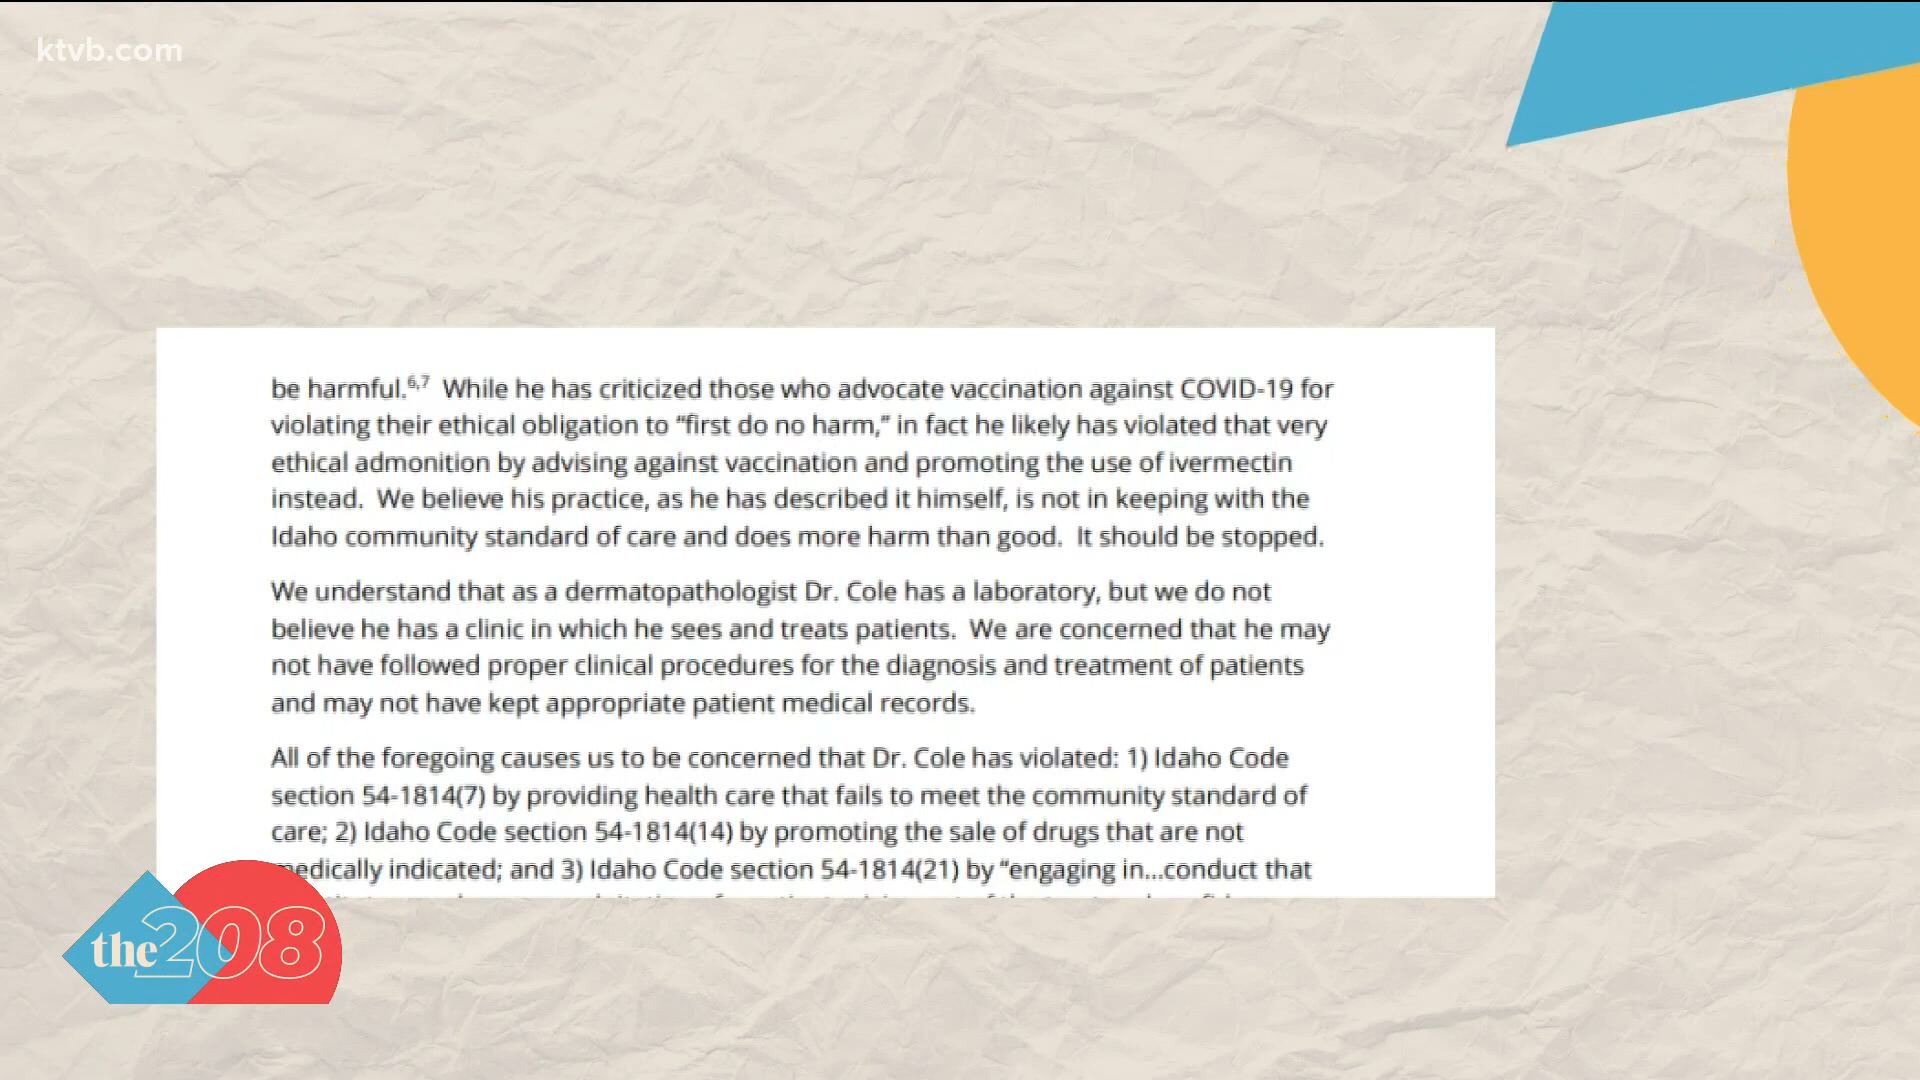 ktvb.com
be harmful.6,7 While he has criticized those who advocate vaccination against COVID-19 for
violating their ethical obligation to “first do no harm,” in fact he likely has violated that very
ethical admonition by advising against vaccination and promoting the use of ivermectin
instead. We believe his practice, as he has described it himself, is not in keeping with the
Idaho community standard of care and does more harm than good. It should be stopped.
We understand that as a dermatopathologist Dr. Cole has a laboratory, but we do not
believe he has a clinic in which he sees and treats patients. We are concerned that he may
not have followed proper clinical procedures for the diagnosis and treatment of patients
and may not have kept appropriate patient medical records.
All of the foregoing causes us to be concerned that Dr. Cole has violated: 1) Idaho Code
section 54-1814(7) by providing health care that fails to meet the community standard of
care; 2) Idaho Code section 54-1814(14) by promoting the sale of drugs that are not
medically indicated; and 3) Idaho Code section 54-1814(21) by “engaging in...conduct that
the 208